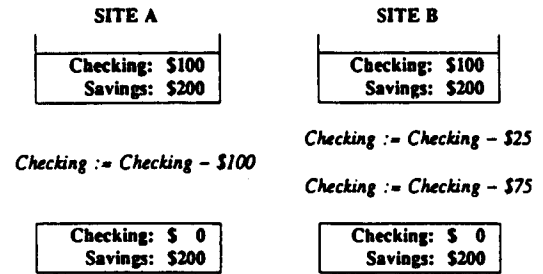 SITE A
Checking: $100
Savings: $200
Checking := Checking – $100
Checking: $ 0
Savings: $200
SITE B
Checking: $100
Savings: $200
Checking := Checking – $25
Checking := Checking – $75
Checking: $ 0
Savings: $200